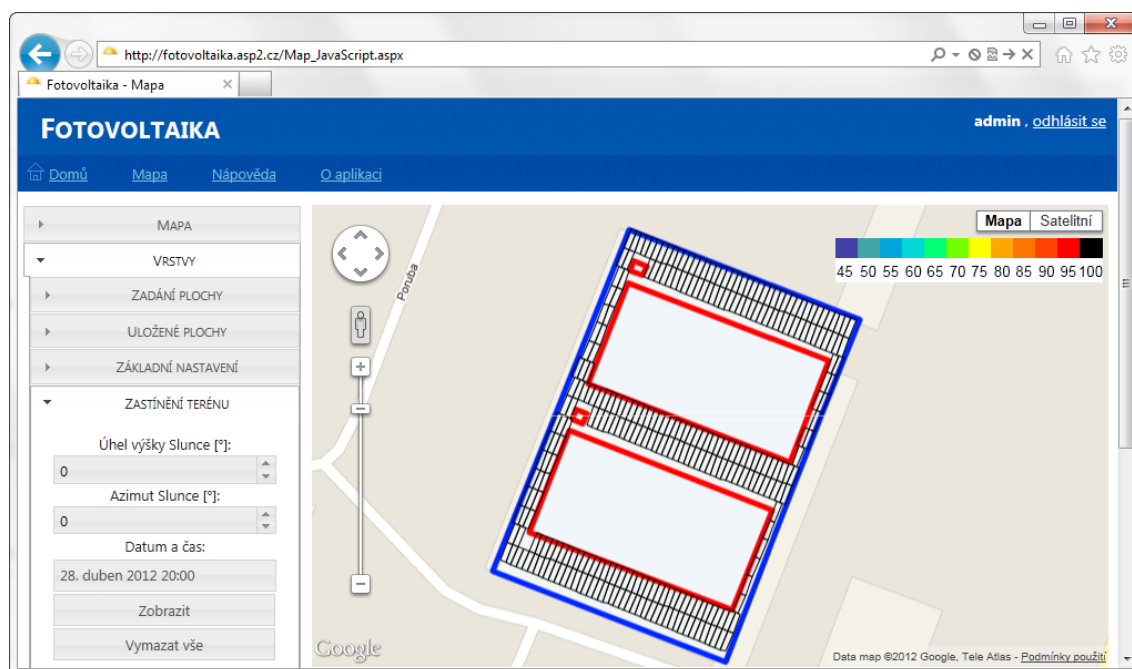 http://fotovoltaika.asp2.cz/Map_JavaScript.aspx
Fotovoltaika - Mapa
FOTOVOLTAIKA
admin , odhlásit se
Domů Mapa Nápověda O aplikaci
MAPA
VRSTVY
ZADÁNÍ PLOCHY
ULOŽENÉ PLOCHY
ZÁKLADNÍ NASTAVENÍ
ZASTÍNĚNÍ TERÉNU
Úhel výšky Slunce [°]:
0
Azimut Slunce [°]:
0
Datum a čas:
28. duben 2012 20:00
Zobrazit
Vymazat vše
Poruba
Mapa Satelitní
45 50 55 60 65 70 75 80 85 90 95 100
Google
Data map ©2012 Google, Tele Atlas - Podmínky použití